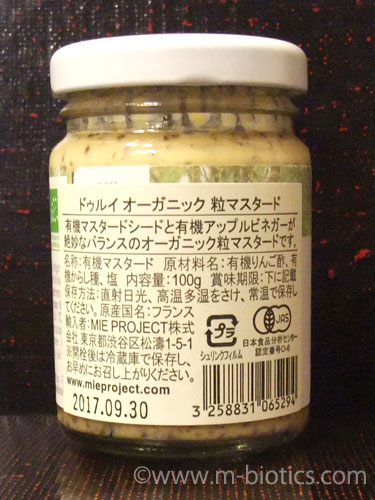 ドゥルイ オーガニック 粒マスタード
有機マスタードシードと有機アップルビネガーが
絶妙なバランスのオーガニック粒マスタードです。
名称:有機マスタード 原材料名:有機りんご酢、
有機からし種、塩 内容量:100g 賞味期限:下に記載
保存方法:直射日光、高温多湿をさけ、常温で保存し
てください。原産国名:フランス
輸入者:MIE PROJECT株式
会社 東京都渋谷区松濤1-5-1
※開栓後は冷蔵庫で保存し、
お早めにお召し上がりください。
www.mieproject.com
プラ
シュリンクフィルム
JAS
日本食品分析センター
認定番号O-6
2017.09.30
3 258831 065294
©www.m-biotics.com